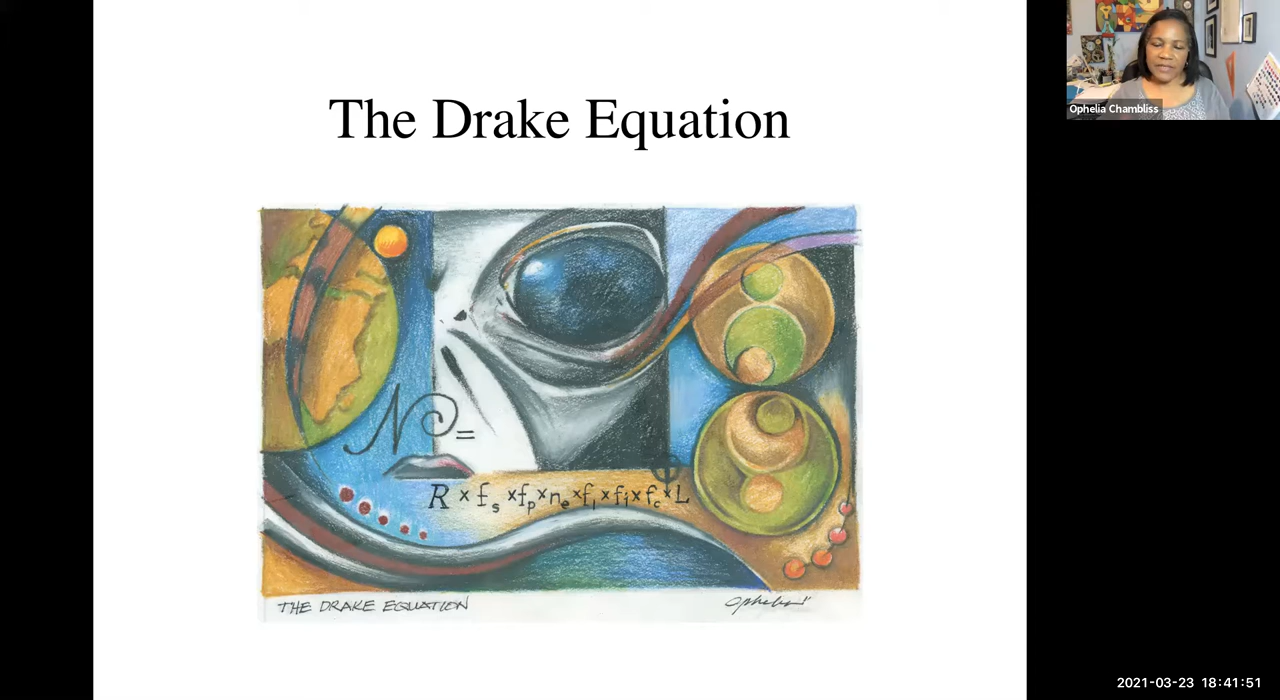 The Drake Equation
Ophelia Chambliss
N =
R × fs × fp × ne × fl × fi × fc × L
THE DRAKE EQUATION
Ophelia
2021-03-23 18:41:51